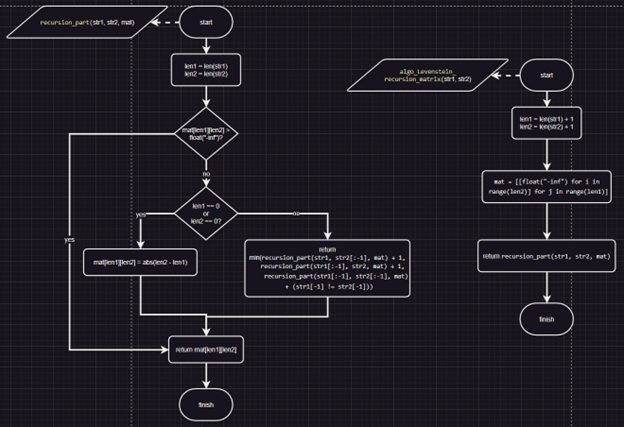 recursion_part(str1, str2, mat)
start
len1 = len(str1)
len2 = len(str2)
mat[len1][len2] >
float("-inf")?
no
len1 == 0
or
len2 == 0?
yes
no
yes
mat[len1][len2] = abs(len2 - len1)
return
min(recursion_part(str1, str2[:-1], mat) + 1,
recursion_part(str1[:-1], str2, mat) + 1,
recursion_part(str1[:-1], str2[:-1], mat)
+ (str1[-1] != str2[-1]))
return mat[len1][len2]
finish
algo_Levenstein_
recursion_matrix(str1, str2)
start
len1 = len(str1) + 1
len2 = len(str2) + 1
mat = [[float("-inf") for i in
range(len2)] for j in range(len1)]
return recursion_part(str1, str2, mat)
finish